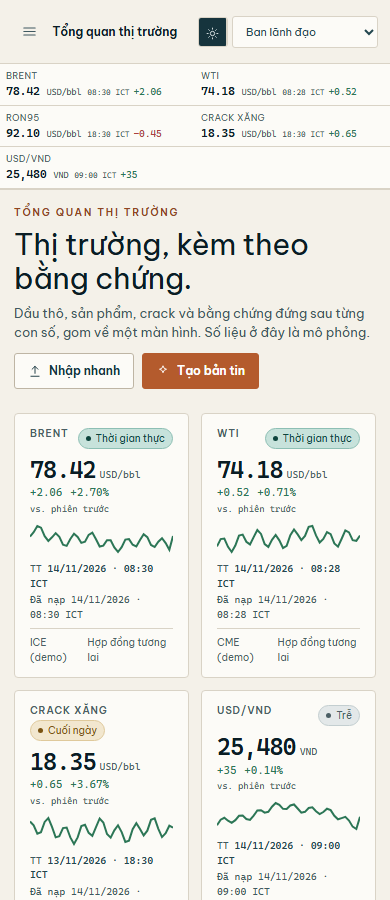 Tổng quan thị trường
Ban lãnh đạo
BRENT
78.42 USD/bbl 08:30 ICT +2.06
WTI
74.18 USD/bbl 08:28 ICT +0.52
RON95
92.10 USD/bbl 18:30 ICT −0.45
CRACK XĂNG
18.35 USD/bbl 18:30 ICT +0.65
USD/VND
25,480 VND 09:00 ICT +35
TỔNG QUAN THỊ TRƯỜNG
Thị trường, kèm theo
bằng chứng.
Dầu thô, sản phẩm, crack và bằng chứng đứng sau từng
con số, gom về một màn hình. Số liệu ở đây là mô phỏng.
Nhập nhanh
Tạo bản tin
BRENT
Thời gian thực
78.42 USD/bbl
+2.06 +2.70%
vs. phiên trước
TT 14/11/2026 · 08:30
ICT
Đã nạp 14/11/2026 ·
08:30 ICT
ICE
(demo)
Hợp đồng tương
lai
WTI
Thời gian thực
74.18 USD/bbl
+0.52 +0.71%
vs. phiên trước
TT 14/11/2026 · 08:28
ICT
Đã nạp 14/11/2026 ·
08:28 ICT
CME
(demo)
Hợp đồng tương
lai
CRACK XĂNG
Cuối ngày
18.35 USD/bbl
+0.65 +3.67%
vs. phiên trước
TT 13/11/2026 · 18:30
ICT
Đã nạp 14/11/2026 ·
USD/VND
Trễ
25,480 VND
+35 +0.14%
vs. phiên trước
TT 14/11/2026 · 09:00
ICT
Đã nạp 14/11/2026 ·
09:00 ICT